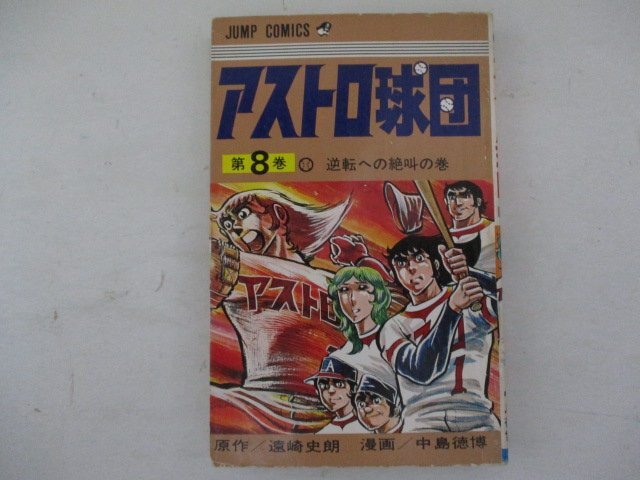 JUMP COMICS
アストロ球団
第8巻 逆転への絶叫の巻
アストロ
A
原作/遠崎史朗 漫画/中島徳博